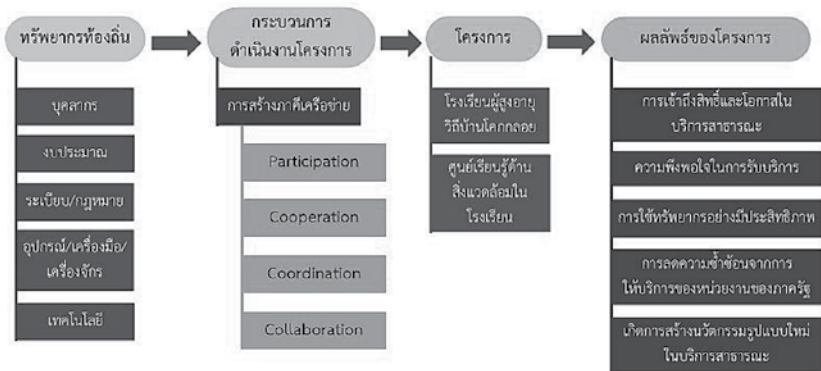 ทรัพยากรท้องถิ่น
บุคลากร
งบประมาณ
ระเบียบ/กฎหมาย
อุปกรณ์/เครื่องมือ/
เครื่องจักร
เทคโนโลยี
กระบวนการ
ดำเนินงานโครงการ
การสร้างภาคีเครือข่าย
Participation
Cooperation
Coordination
Collaboration
โครงการ
โรงเรียนผู้สูงอายุ
วิถีบ้านโคกกลอย
ศูนย์เรียนรู้ด้าน
สิ่งแวดล้อมใน
โรงเรียน
ผลลัพธ์ของโครงการ
การเข้าถึงสิทธิ์และโอกาสใน
บริการสาธารณะ
ความพึงพอใจในการรับบริการ
การใช้ทรัพยากรอย่างมีประสิทธิภาพ
การลดความซ้ำซ้อนจากการ
ให้บริการของหน่วยงานของภาครัฐ
เกิดการสร้างนวัตกรรมรูปแบบใหม่
ในบริการสาธารณะ